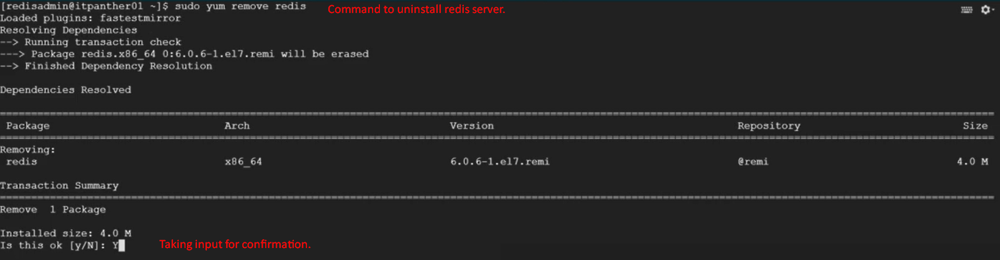 [redisadmin@itpanther01 ~]$ sudo yum remove redis Command to uninstall redis server.
Loaded plugins: fastestmirror
Resolving Dependencies
--> Running transaction check
---> Package redis.x86_64 0:6.0.6-1.el7.remi will be erased
--> Finished Dependency Resolution
Dependencies Resolved
Package Arch Version Repository Size
Removing:
redis x86_64 6.0.6-1.el7.remi @remi 4.0 M
Transaction Summary
Remove 1 Package
Installed size: 4.0 M
Is this ok [y/N]: Y Taking input for confirmation.